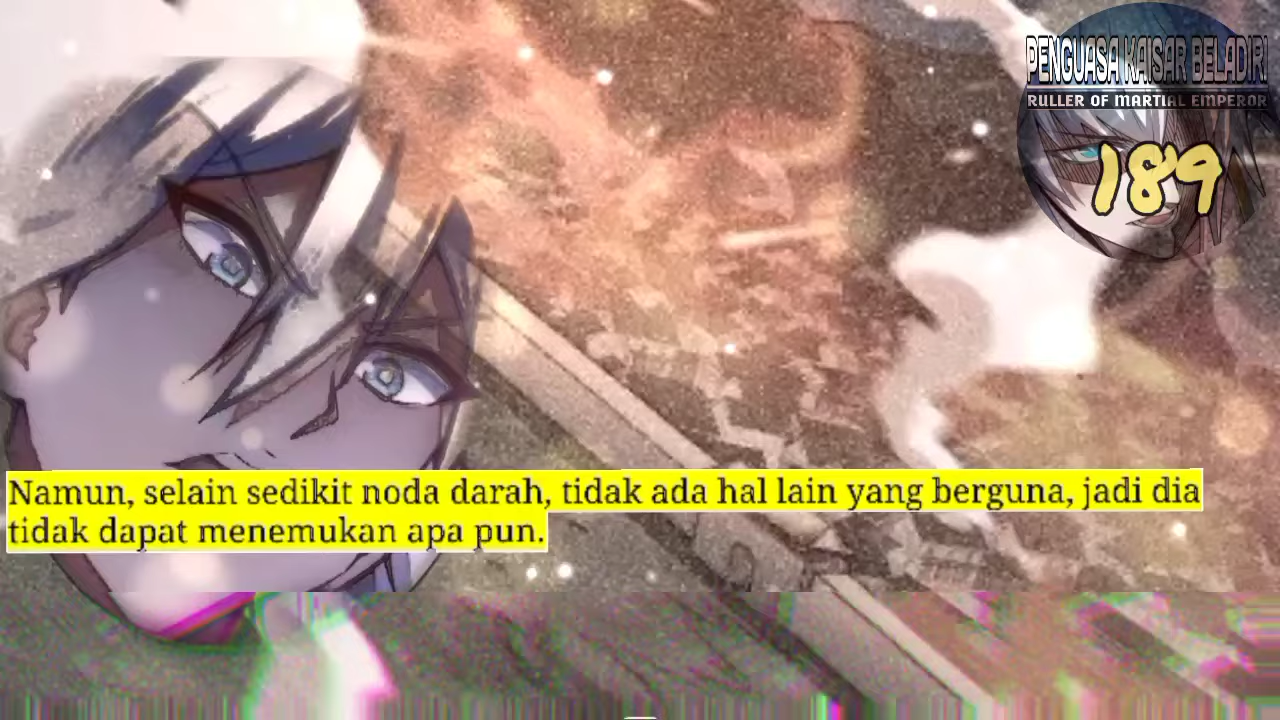 PENGUASA KAISAR BELADIRI
RULLER OF MARTIAL EMPEROR
189
Namun, selain sedikit noda darah, tidak ada hal lain yang berguna, jadi dia
tidak dapat menemukan apa pun.